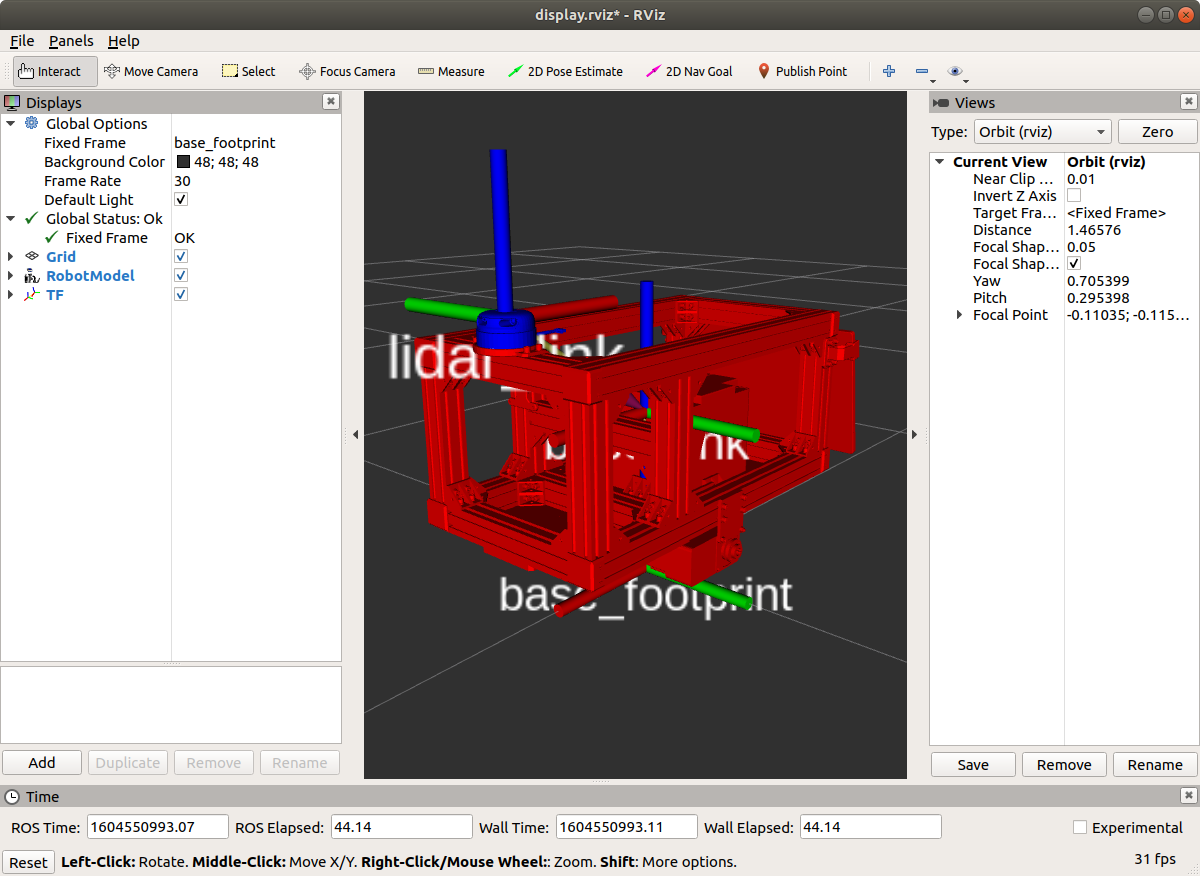 display.rviz* - RViz
File Panels Help
Interact Move Camera Select Focus Camera Measure 2D Pose Estimate 2D Nav Goal Publish Point
Displays
Global Options
Fixed Frame base_footprint
Background Color 48; 48; 48
Frame Rate 30
Default Light
Global Status: Ok
Fixed Frame OK
Grid
RobotModel
TF
Add Duplicate Remove Rename
lidar_link
base_footprint
Views
Type: Orbit (rviz) Zero
Current View Orbit (rviz)
Near Clip ... 0.01
Invert Z Axis
Target Fra... <Fixed Frame>
Distance 1.46576
Focal Shap... 0.05
Focal Shap...
Yaw 0.705399
Pitch 0.295398
Focal Point -0.11035; -0.115...
Save Remove Rename
Time
ROS Time: 1604550993.07 ROS Elapsed: 44.14 Wall Time: 1604550993.11 Wall Elapsed: 44.14 Experimental
Reset Left-Click: Rotate. Middle-Click: Move X/Y. Right-Click/Mouse Wheel:: Zoom. Shift: More options. 31 fps